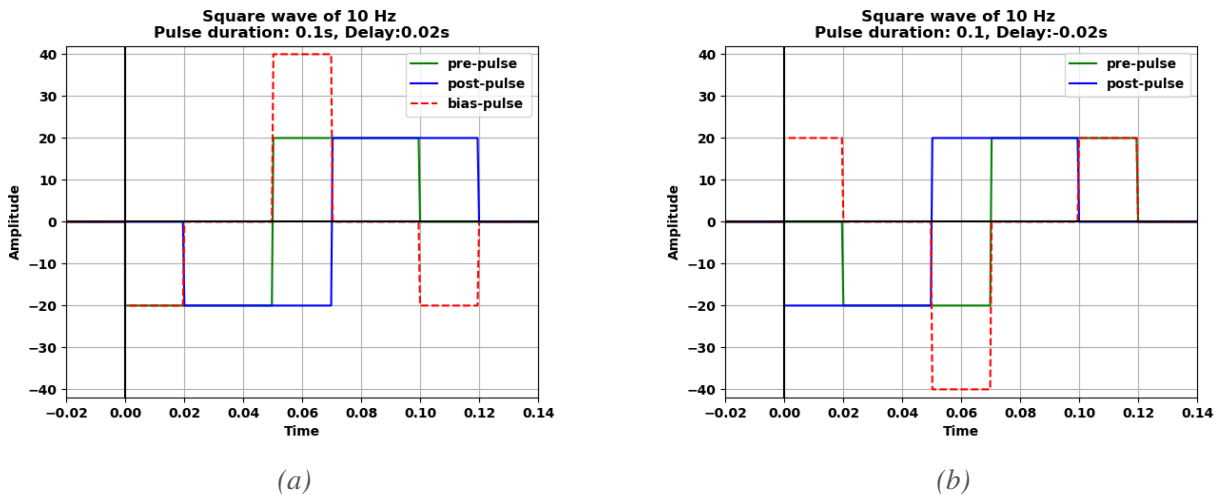 Square wave of 10 Hz
Pulse duration: 0.1s, Delay:0.02s
40
30
20
10
0
−10
−20
−30
−40
Amplitude
pre-pulse
post-pulse
bias-pulse
−0.02 0.00 0.02 0.04 0.06 0.08 0.10 0.12 0.14
Time
(a)
Square wave of 10 Hz
Pulse duration: 0.1, Delay:-0.02s
40
30
20
10
0
−10
−20
−30
−40
Amplitude
pre-pulse
post-pulse
−0.02 0.00 0.02 0.04 0.06 0.08 0.10 0.12 0.14
Time
(b)